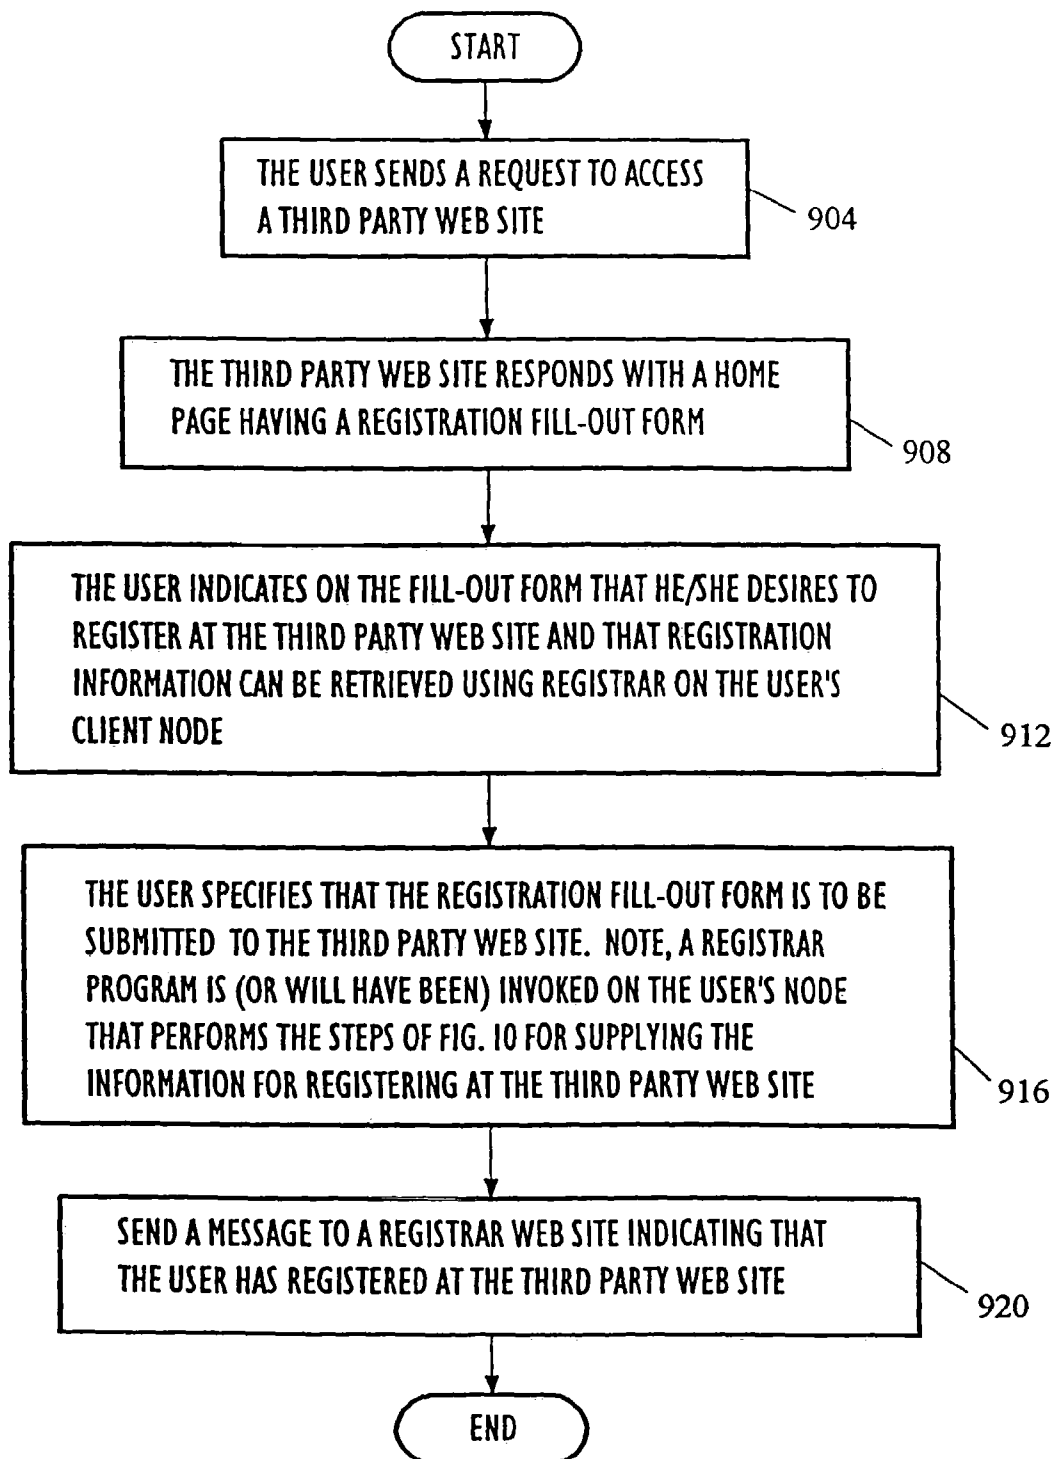 START
THE USER SENDS A REQUEST TO ACCESS
A THIRD PARTY WEB SITE
904
THE THIRD PARTY WEB SITE RESPONDS WITH A HOME
PAGE HAVING A REGISTRATION FILL-OUT FORM
908
THE USER INDICATES ON THE FILL-OUT FORM THAT HE/SHE DESIRES TO
REGISTER AT THE THIRD PARTY WEB SITE AND THAT REGISTRATION
INFORMATION CAN BE RETRIEVED USING REGISTRAR ON THE USER'S
CLIENT NODE
912
THE USER SPECIFIES THAT THE REGISTRATION FILL-OUT FORM IS TO BE
SUBMITTED TO THE THIRD PARTY WEB SITE. NOTE, A REGISTRAR
PROGRAM IS (OR WILL HAVE BEEN) INVOKED ON THE USER'S NODE
THAT PERFORMS THE STEPS OF FIG. 10 FOR SUPPLYING THE
INFORMATION FOR REGISTERING AT THE THIRD PARTY WEB SITE
916
SEND A MESSAGE TO A REGISTRAR WEB SITE INDICATING THAT
THE USER HAS REGISTERED AT THE THIRD PARTY WEB SITE
920
END